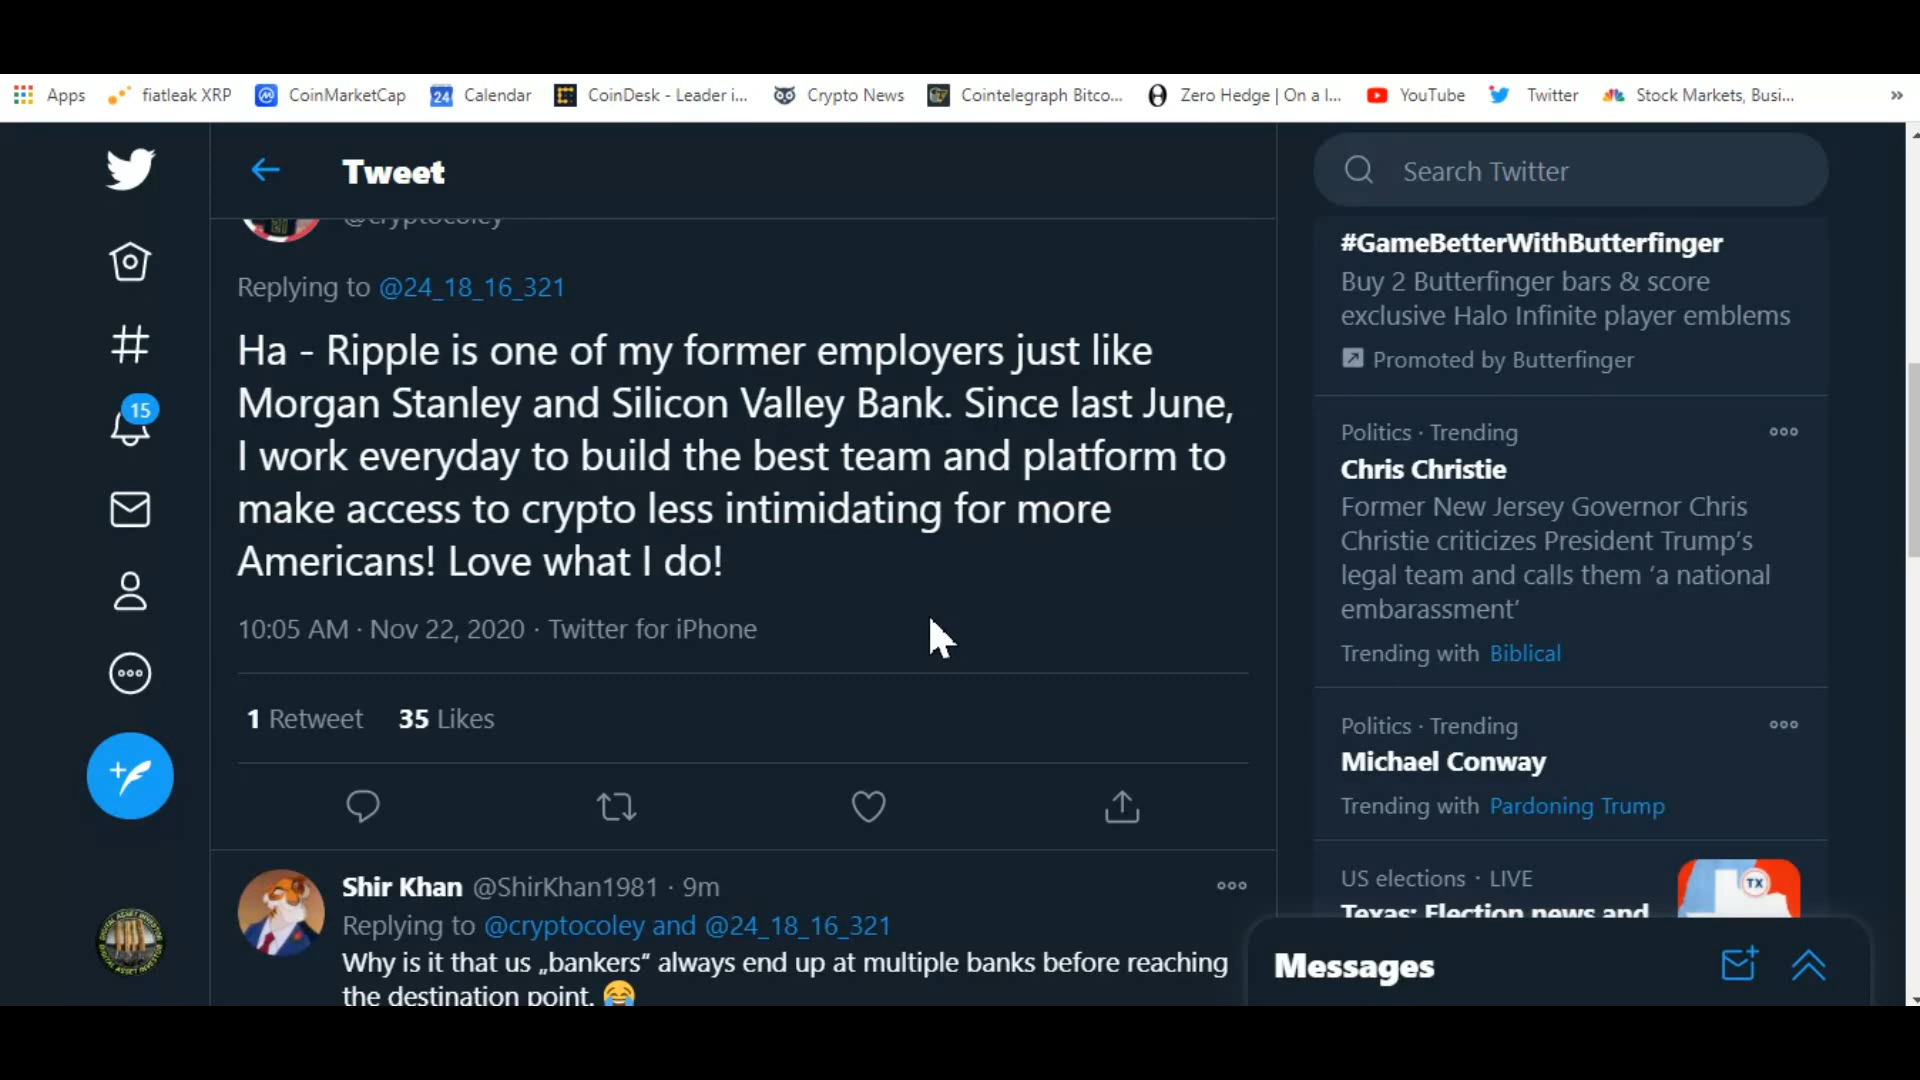 Apps fiatleak XRP CoinMarketCap 24 Calendar CoinDesk - Leader i... Crypto News Cointelegraph Bitco... Zero Hedge | On a l... YouTube Twitter Stock Markets, Busi... »
Tweet
@cryptocoley
Replying to @24_18_16_321
Ha - Ripple is one of my former employers just like
Morgan Stanley and Silicon Valley Bank. Since last June,
I work everyday to build the best team and platform to
make access to crypto less intimidating for more
Americans! Love what I do!
10:05 AM · Nov 22, 2020 · Twitter for iPhone
1 Retweet 35 Likes
Shir Khan @ShirKhan1981 · 9m
Replying to @cryptocoley and @24_18_16_321
Why is it that us „bankers“ always end up at multiple banks before reaching
the destination point. 😂
15
Search Twitter
#GameBetterWithButterfinger
Buy 2 Butterfinger bars & score
exclusive Halo Infinite player emblems
Promoted by Butterfinger
Politics · Trending
Chris Christie
Former New Jersey Governor Chris
Christie criticizes President Trump’s
legal team and calls them ‘a national
embarassment’
Trending with Biblical
Politics · Trending
Michael Conway
Trending with Pardoning Trump
US elections · LIVE
Texas: Election news and
TX
Messages